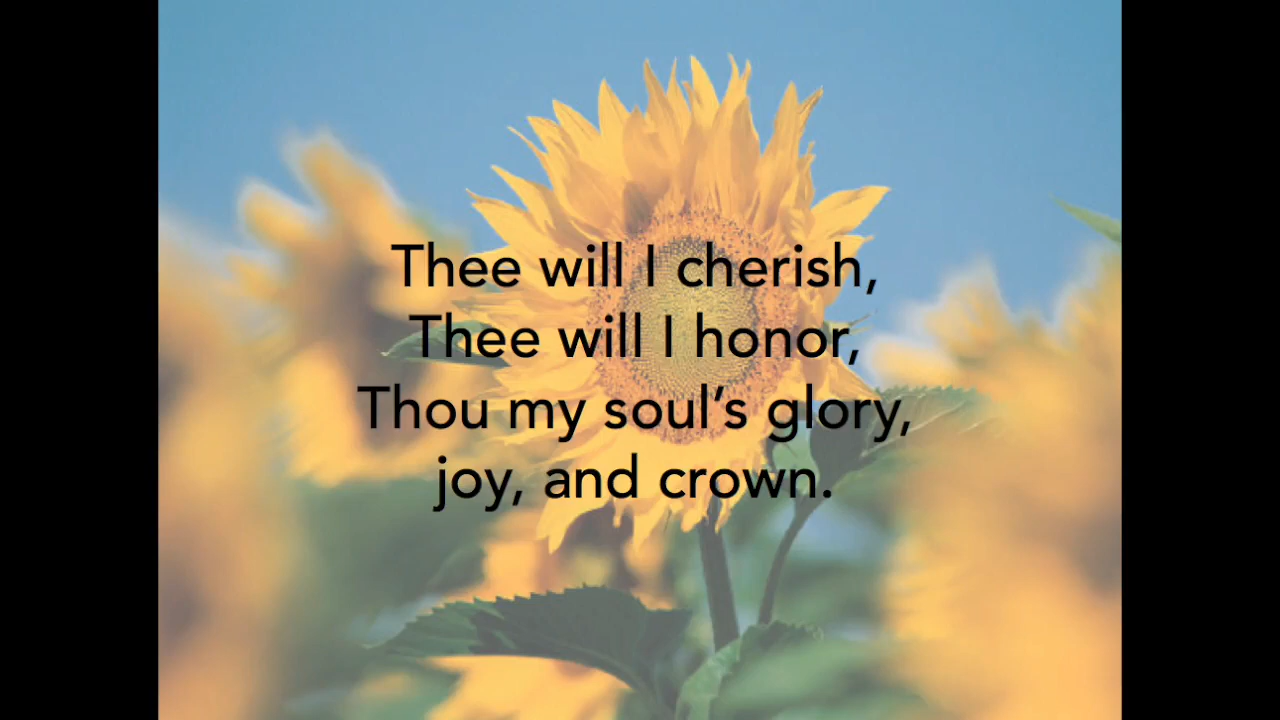 Thee will I cherish,
Thee will I honor,
Thou my soul’s glory,
joy, and crown.